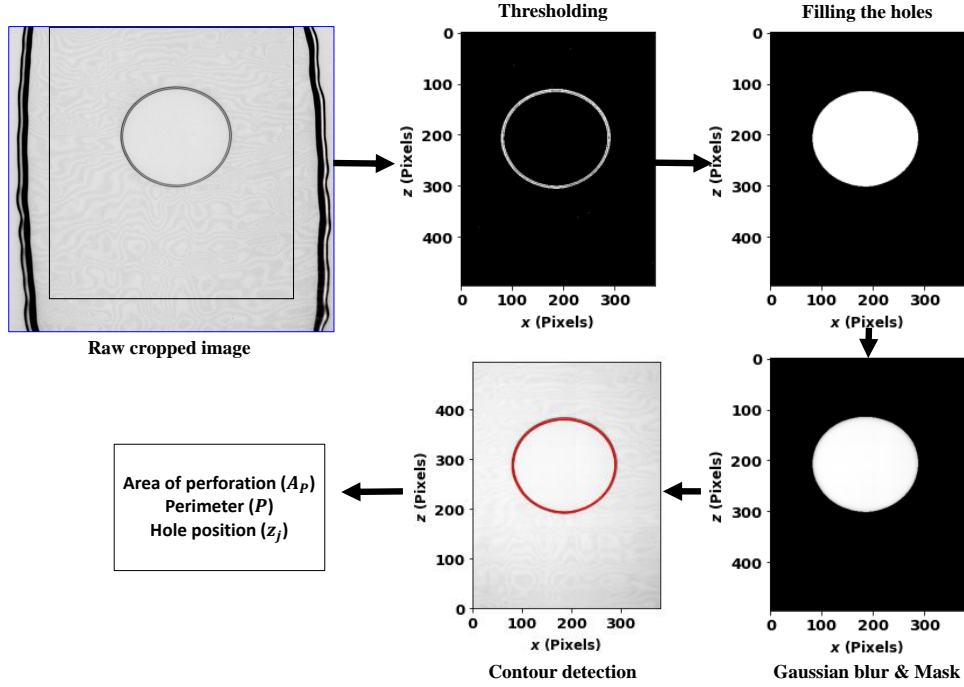 Thresholding
Filling the holes
0
100
200
300
400
z (Pixels)
0 100 200 300
x (Pixels)
0
100
200
300
400
z (Pixels)
0 100 200 300
x (Pixels)
Raw cropped image
Area of perforation (A_P)
Perimeter (P)
Hole position (z_j)
400
300
200
100
0
z (Pixels)
0 100 200 300
x (Pixels)
Contour detection
0
100
200
300
400
z (Pixels)
0 100 200 300
x (Pixels)
Gaussian blur & Mask